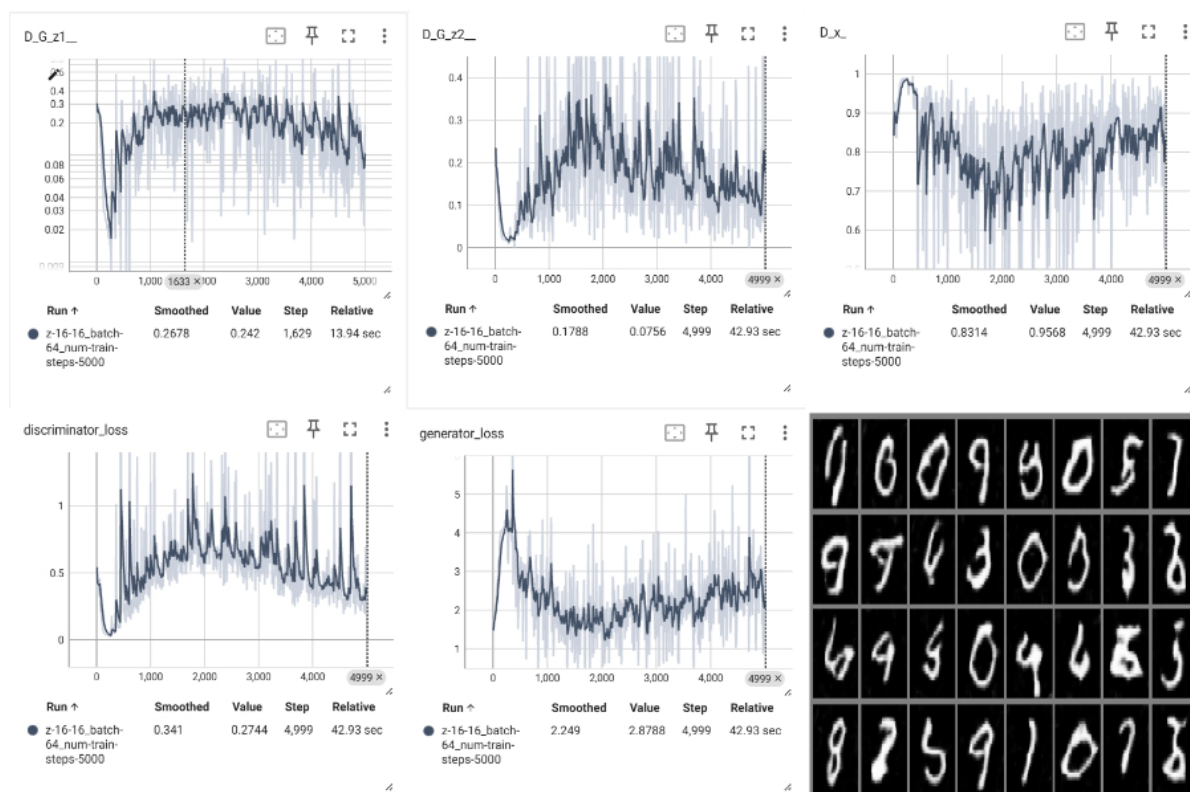 D_G_z1__
0.6
0.4
0.3
0.2
0.08
0.06
0.04
0.03
0.02
0.009
0 1,000 1633 × 3,000 4,000 5,000
Run ↑ Smoothed Value Step Relative
z-16-16_batch-
64_num-train-
steps-5000
0.2678 0.242 1,629 13.94 sec
D_G_z2__
0.4
0.3
0.2
0.1
0
0 1,000 2,000 3,000 4,000 4999 ×
Run ↑ Smoothed Value Step Relative
z-16-16_batch-
64_num-train-
steps-5000
0.1788 0.0756 4,999 42.93 sec
D_x_
1
0.9
0.8
0.7
0.6
0 1,000 2,000 3,000 4,000 4999 ×
Run ↑ Smoothed Value Step Relative
z-16-16_batch-
64_num-train-
steps-5000
0.8314 0.9568 4,999 42.93 sec
discriminator_loss
1
0.5
0
0 1,000 2,000 3,000 4,000 4999 ×
Run ↑ Smoothed Value Step Relative
z-16-16_batch-
64_num-train-
steps-5000
0.341 0.2744 4,999 42.93 sec
generator_loss
5
4
3
2
1
0 1,000 2,000 3,000 4,000 4999 ×
Run ↑ Smoothed Value Step Relative
z-16-16_batch-
64_num-train-
steps-5000
2.249 2.8788 4,999 42.93 sec